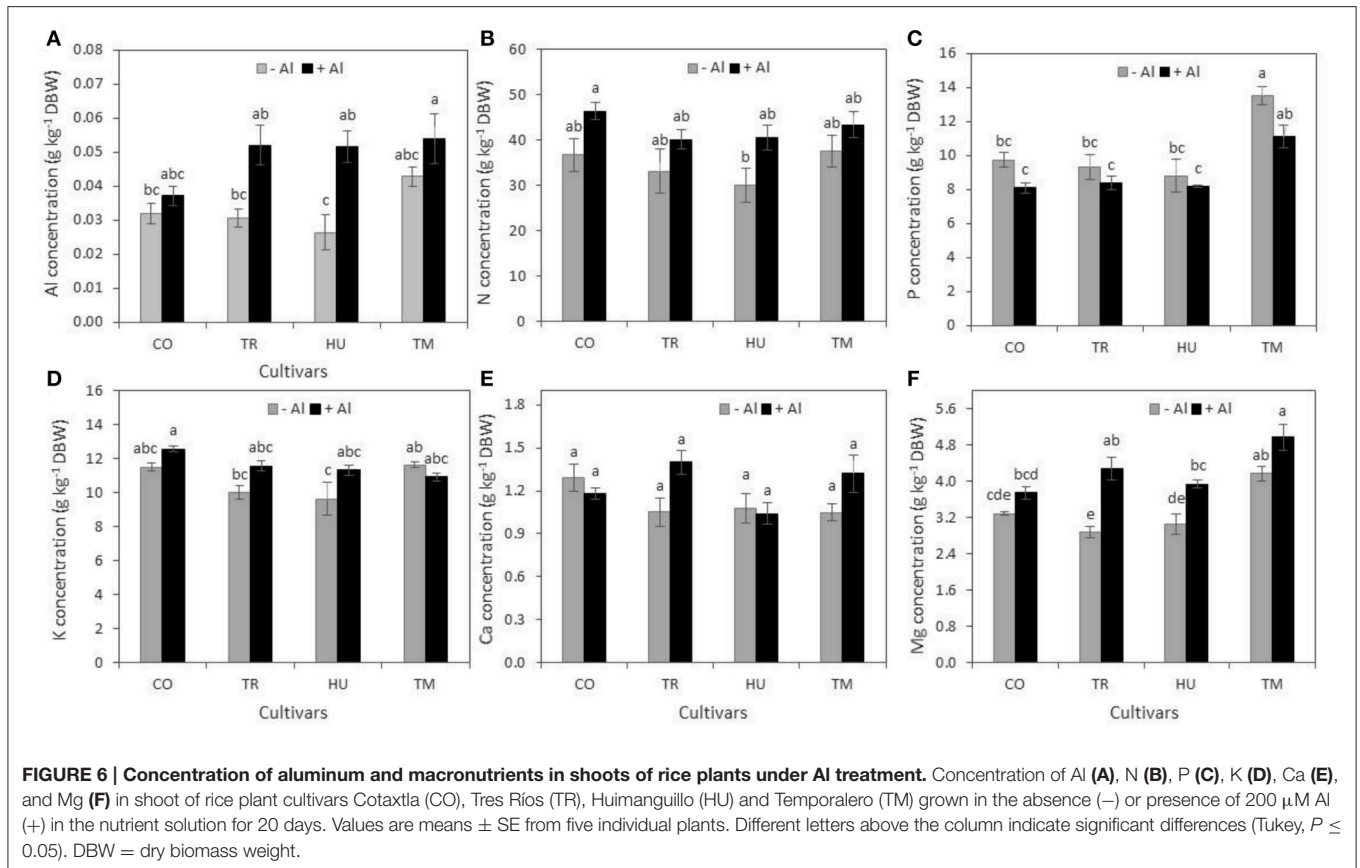 A
0.08
0.07
0.06
0.05
0.04
0.03
0.02
0.01
0.00
Al concentration (g kg⁻¹ DBW)
- Al + Al
bc abc bc ab c ab abc a
CO TR HU TM
Cultivars
B
60
50
40
30
20
10
0
N concentration (g kg⁻¹ DBW)
- Al + Al
ab a ab ab b ab ab ab
CO TR HU TM
C
16
14
12
10
8
6
4
2
0
P concentration (g kg⁻¹ DBW)
- Al + Al
bc c bc c bc c a ab
CO TR HU TM
D
16
14
12
10
8
6
4
2
0
K concentration (g kg⁻¹ DBW)
- Al + Al
abc a bc abc c abc ab abc
CO TR HU TM
Cultivars
E
1.8
1.5
1.2
0.9
0.6
0.3
0.0
Ca concentration (g kg⁻¹ DBW)
- Al + Al
a a a a a a a a
CO TR HU TM
Cultivars
F
5.6
4.8
4.0
3.2
2.4
1.6
0.8
0.0
Mg concentration (g kg⁻¹ DBW)
- Al + Al
cde bcd e ab de bc ab a
CO TR HU TM
Cultivars
FIGURE 6 | Concentration of aluminum and macronutrients in shoots of rice plants under Al treatment. Concentration of Al (A), N (B), P (C), K (D), Ca (E),
and Mg (F) in shoot of rice plant cultivars Cotaxtla (CO), Tres Ríos (TR), Huimanguillo (HU) and Temporalero (TM) grown in the absence (−) or presence of 200 μM Al
(+) in the nutrient solution for 20 days. Values are means ± SE from five individual plants. Different letters above the column indicate significant differences (Tukey, P ≤
0.05). DBW = dry biomass weight.